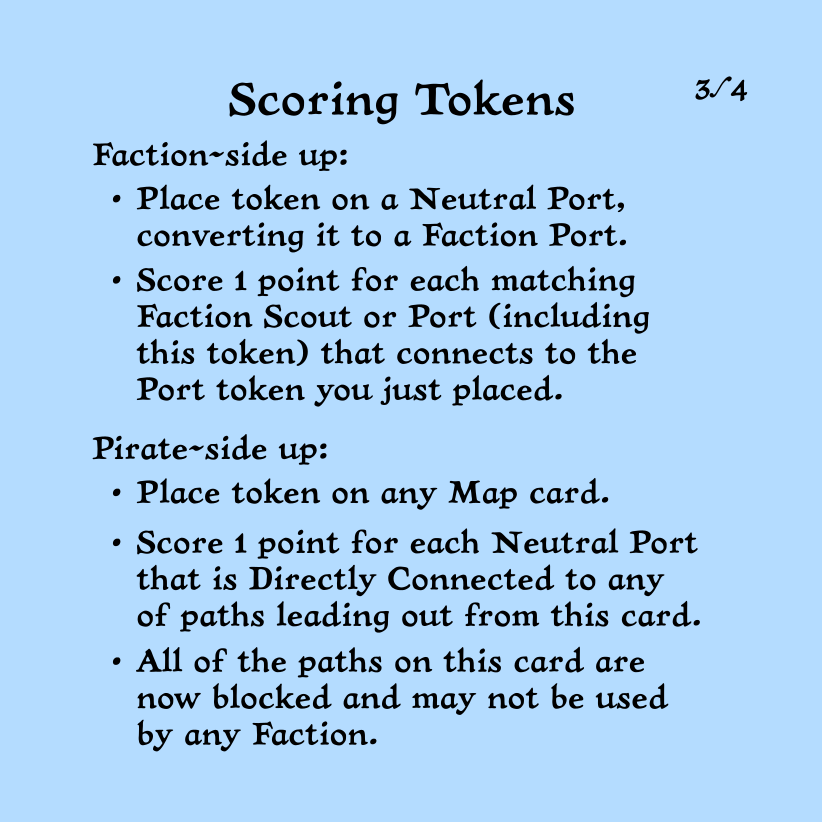 Scoring Tokens
3/4
Faction~side up:
• Place token on a Neutral Port,
converting it to a Faction Port.
• Score 1 point for each matching
Faction Scout or Port (including
this token) that connects to the
Port token you just placed.
Pirate~side up:
• Place token on any Map card.
• Score 1 point for each Neutral Port
that is Directly Connected to any
of paths leading out from this card.
• All of the paths on this card are
now blocked and may not be used
by any Faction.